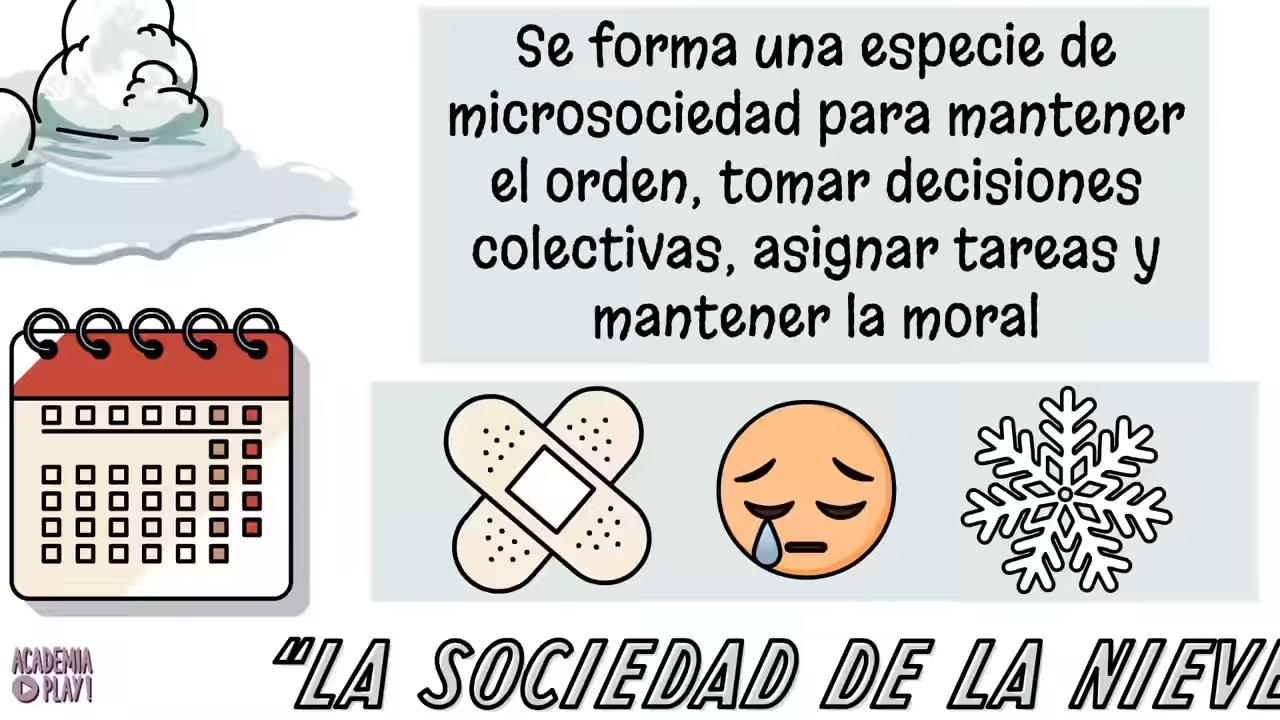 Se forma una especie de
microsociedad para mantener
el orden, tomar decisiones
colectivas, asignar tareas y
mantener la moral
ACADEMIA
PLAY!
“LA SOCIEDAD DE LA NIEVE